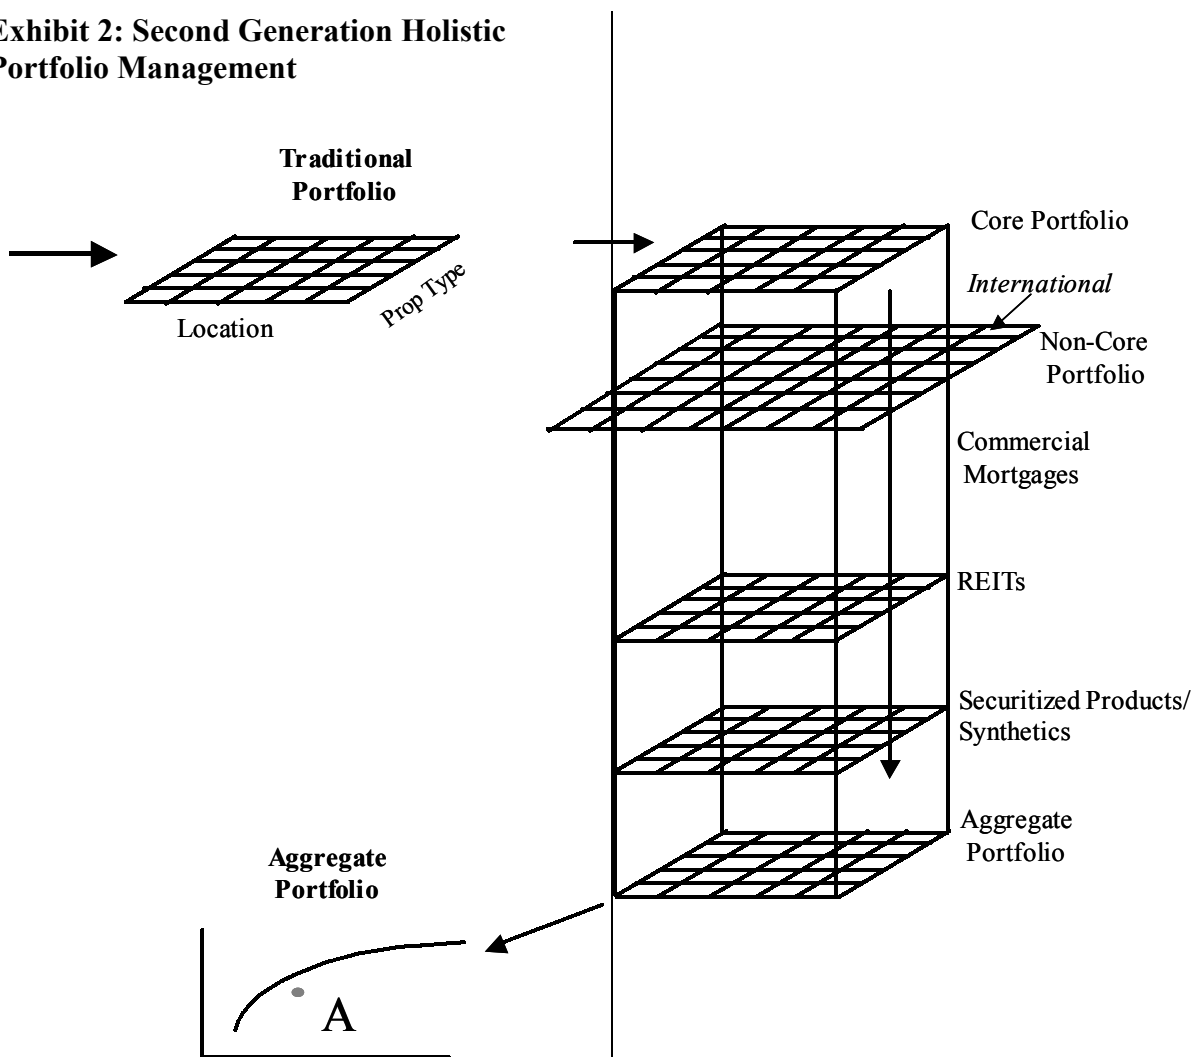 Exhibit 2: Second Generation Holistic
Portfolio Management
Traditional
Portfolio
Location
Prop Type
Core Portfolio
International
Non-Core
Portfolio
Commercial
Mortgages
REITs
Securitized Products/
Synthetics
Aggregate
Portfolio
Aggregate
Portfolio
A